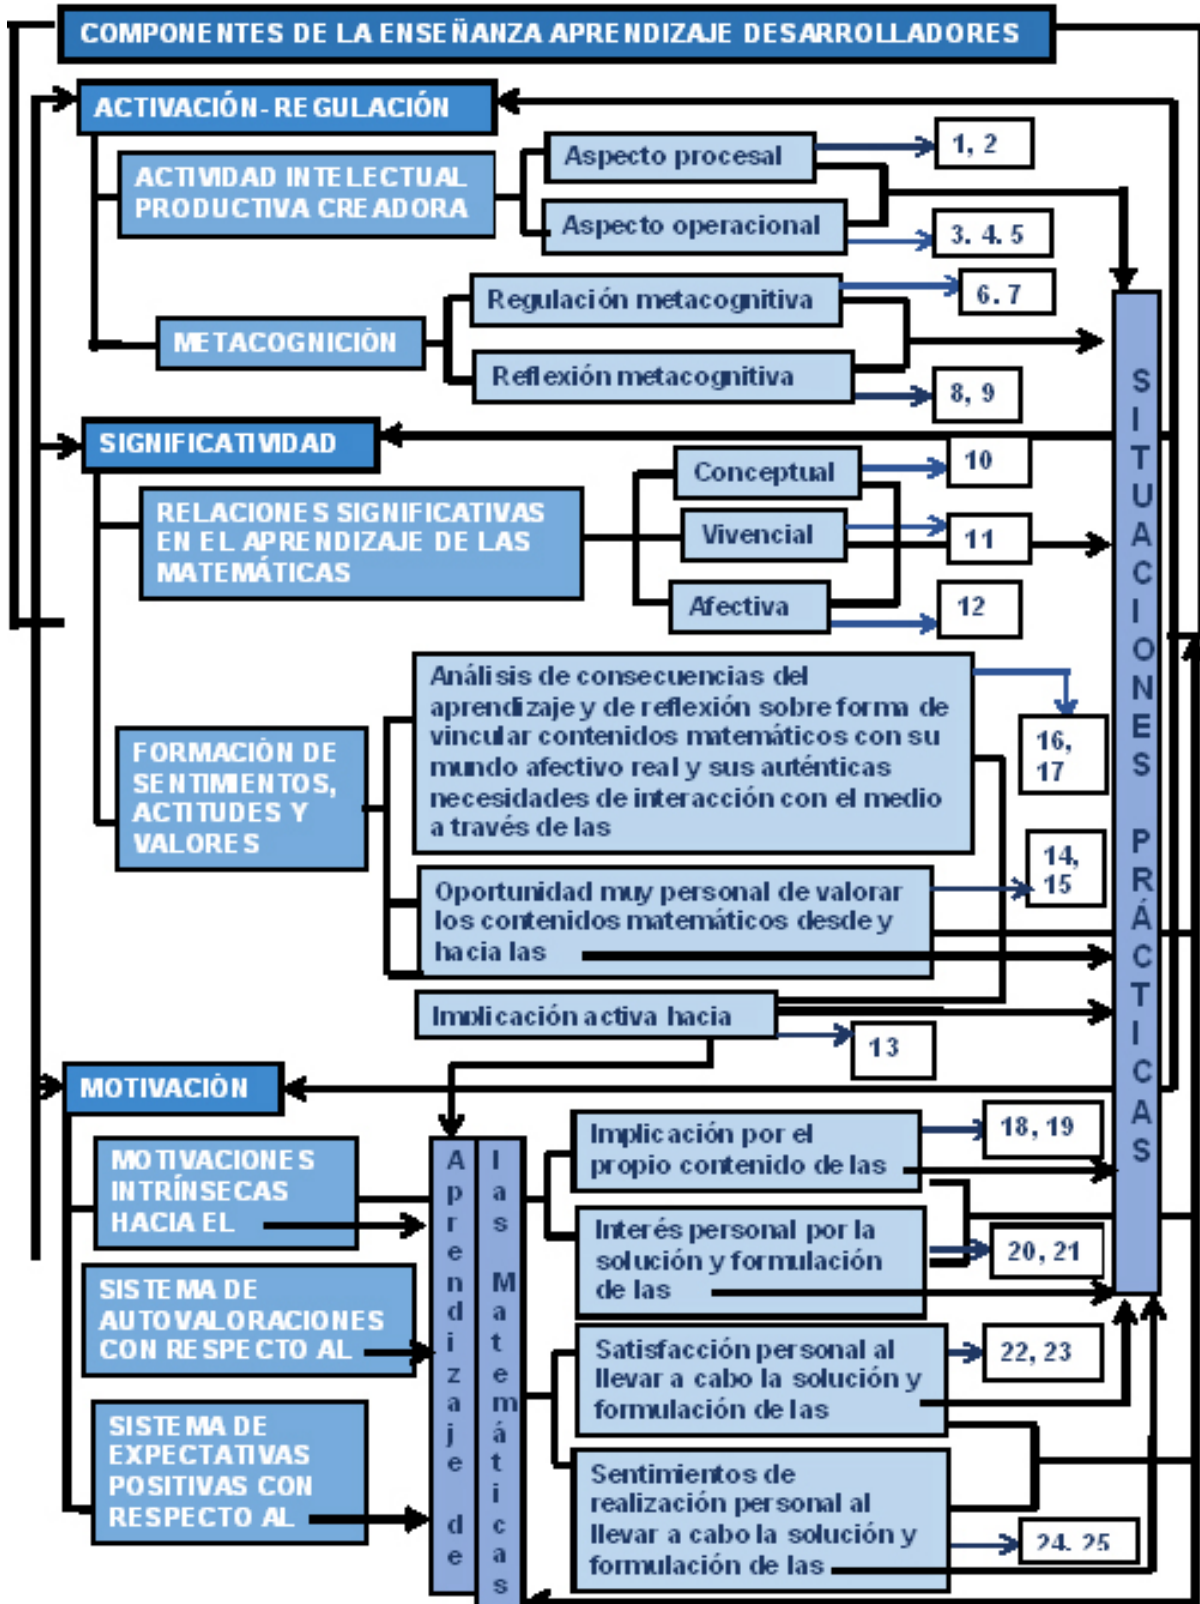 COMPONENTES DE LA ENSEÑANZA APRENDIZAJE DESARROLLADORES
ACTIVACIÓN- REGULACIÓN
ACTIVIDAD INTELECTUAL
PRODUCTIVA CREADORA
Aspecto procesal
1, 2
Aspecto operacional
3. 4. 5
METACOGNICIÓN
Regulación metacognitiva
6. 7
Reflexión metacognitiva
8, 9
SIGNIFICATIVIDAD
RELACIONES SIGNIFICATIVAS
EN EL APRENDIZAJE DE LAS
MATEMÁTICAS
Conceptual
10
Vivencial
11
Afectiva
12
FORMACIÓN DE
SENTIMIENTOS,
ACTITUDES Y
VALORES
Análisis de consecuencias del
aprendizaje y de reflexión sobre forma de
vincular contenidos matemáticos con su
mundo afectivo real y sus auténticas
necesidades de interacción con el medio
a través de las
16,
17
Oportunidad muy personal de valorar
los contenidos matemáticos desde y
hacia las
14,
15
Implicación activa hacia
13
SITUACIONES PRÁCTICAS
MOTIVACIÓN
MOTIVACIONES
INTRÍNSECAS
HACIA EL
SISTEMA DE
AUTOVALORACIONES
CON RESPECTO AL
SISTEMA DE
EXPECTATIVAS
POSITIVAS CON
RESPECTO AL
Aprendizaje de
las Matemáticas
Implicación por el
propio contenido de las
18, 19
Interés personal por la
solución y formulación
de las
20, 21
Satisfacción personal al
llevar a cabo la solución y
formulación de las
22, 23
Sentimientos de
realización personal al
llevar a cabo la solución y
formulación de las
24. 25